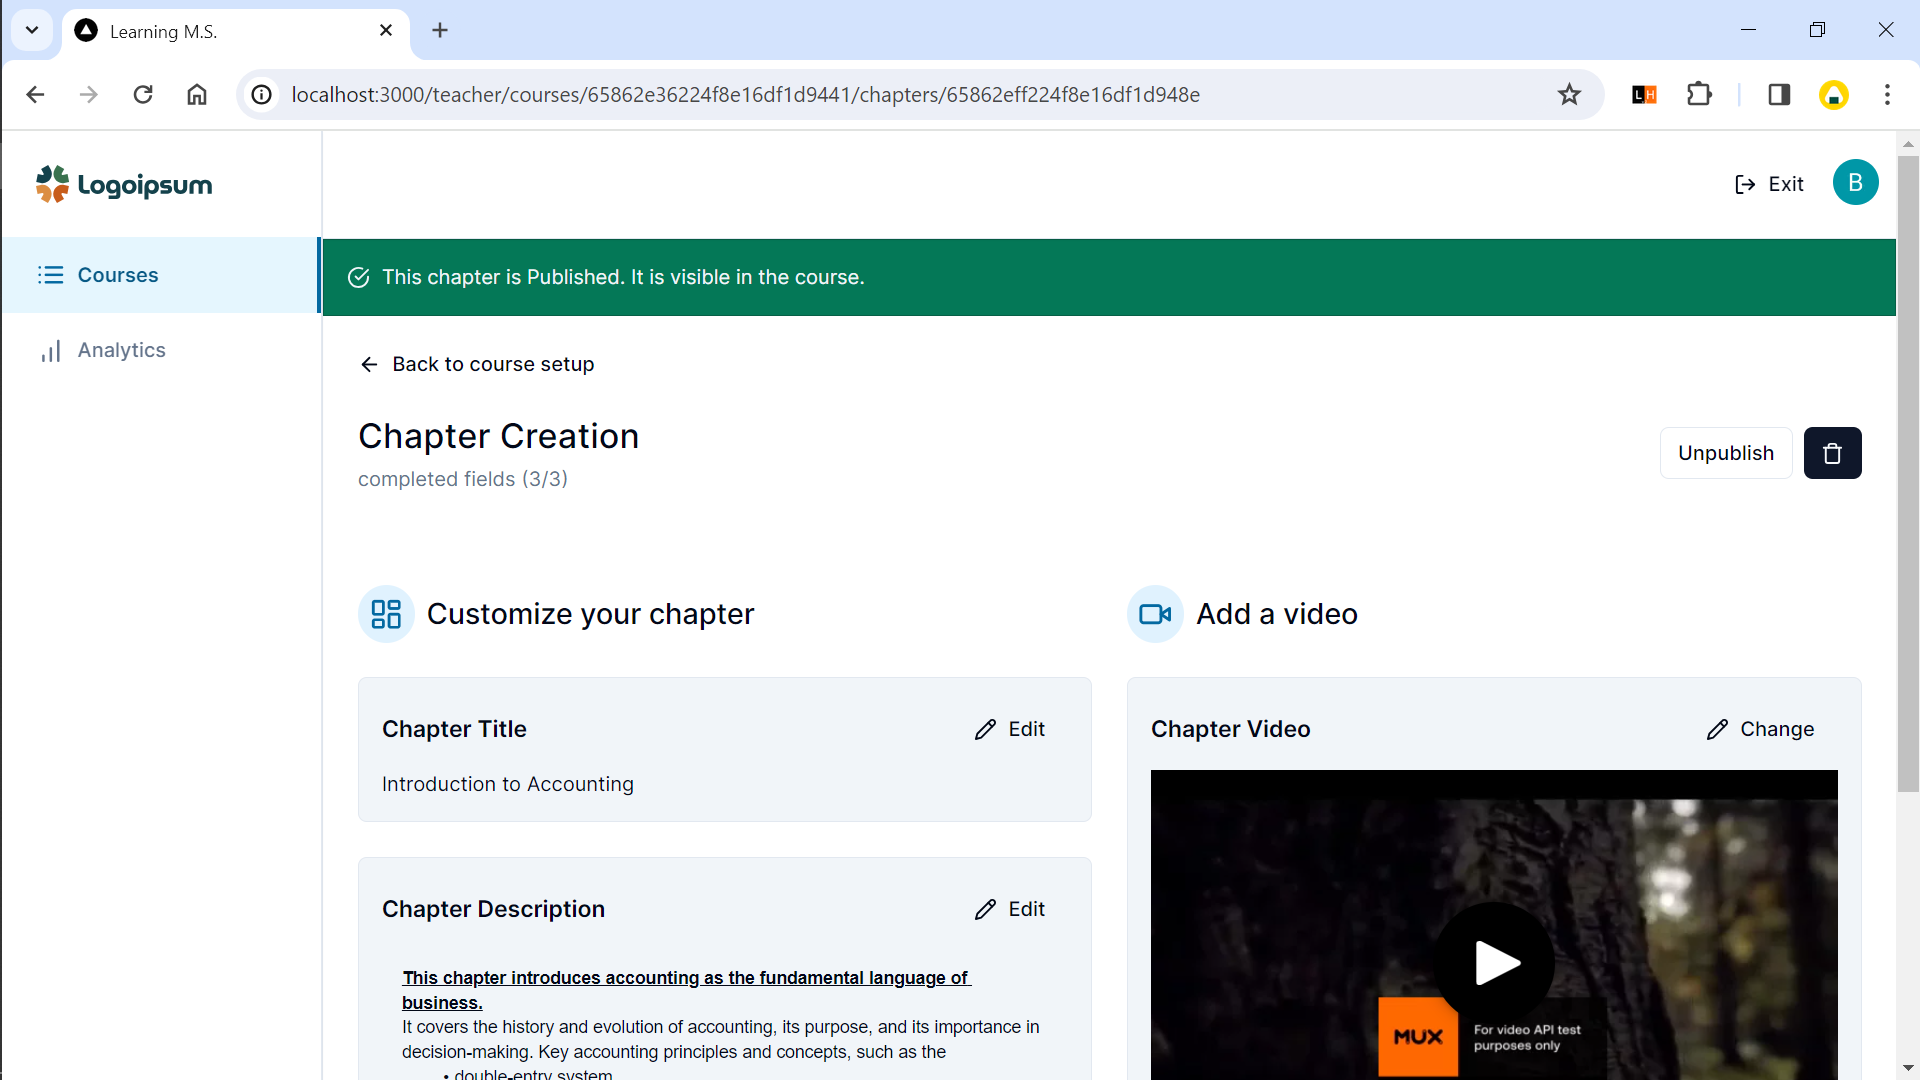 Learning M.S.
localhost:3000/teacher/courses/65862e36224f8e16df1d9441/chapters/65862eff224f8e16df1d948e
LH
Logoipsum
Exit
B
Courses
This chapter is Published. It is visible in the course.
Analytics
Back to course setup
Chapter Creation
completed fields (3/3)
Unpublish
Customize your chapter
Add a video
Chapter Title
Edit
Chapter Video
Change
Introduction to Accounting
Chapter Description
Edit
This chapter introduces accounting as the fundamental language of
business.
It covers the history and evolution of accounting, its purpose, and its importance in
decision-making. Key accounting principles and concepts, such as the
• double-entry system
MUX
For video API test
purposes only